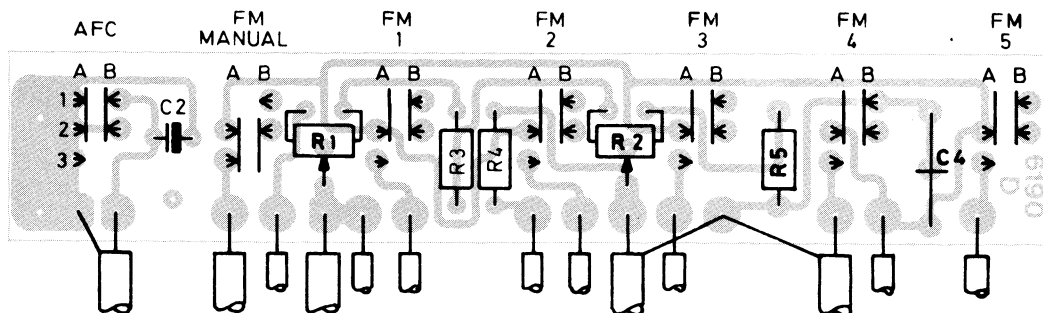 AFC
FM MANUAL
FM 1
FM 2
FM 3
FM 4
FM 5
A B
A B
A B
A B
A B
A B
A B
1
2
3
C2
R1
R3
R4
R2
R5
C4
6190